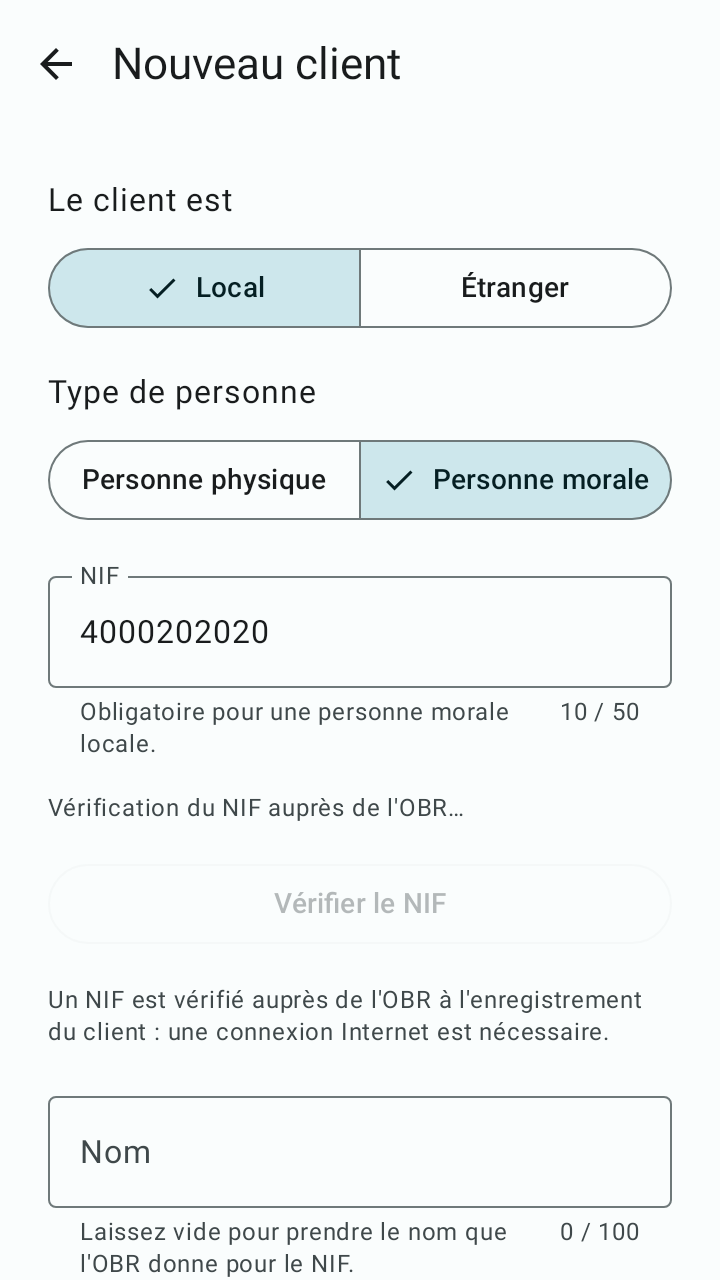 Nouveau client
Le client est
Local
Étranger
Type de personne
Personne physique
Personne morale
NIF
4000202020
Obligatoire pour une personne morale
locale.
10 / 50
Vérification du NIF auprès de l'OBR…
Vérifier le NIF
Un NIF est vérifié auprès de l'OBR à l'enregistrement
du client : une connexion Internet est nécessaire.
Nom
Laissez vide pour prendre le nom que
l'OBR donne pour le NIF.
0 / 100